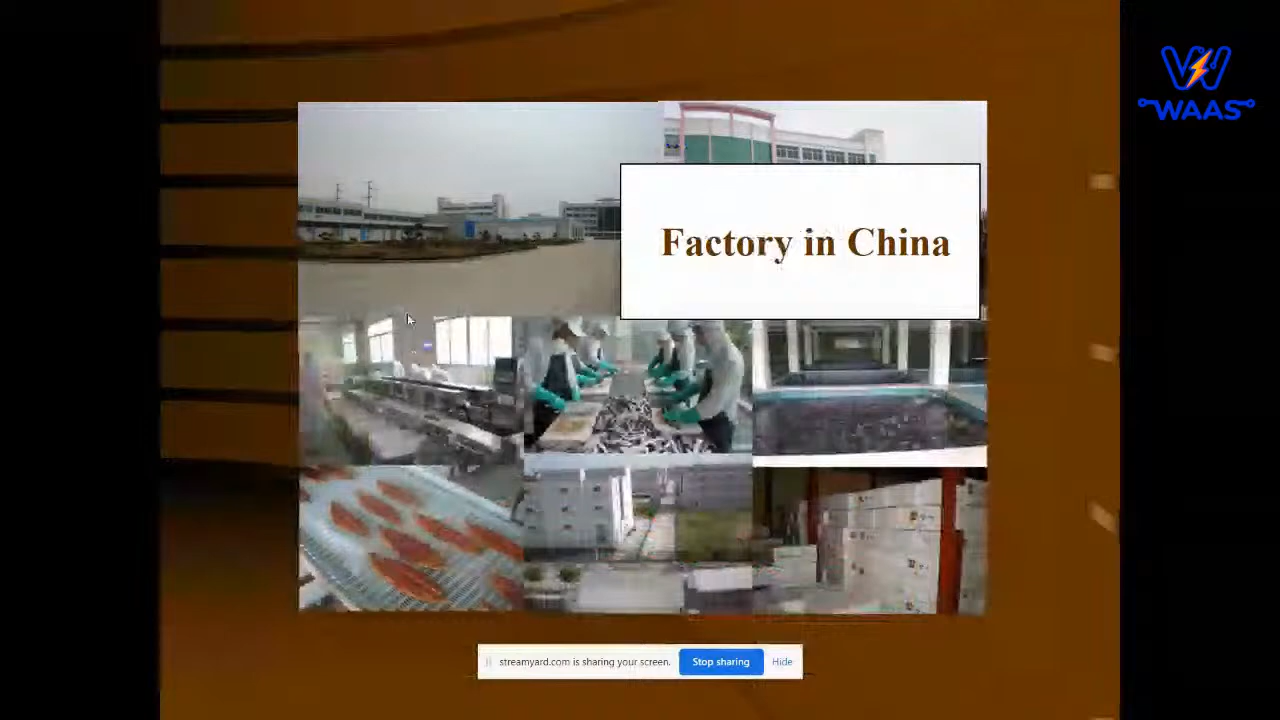 WAAS
Factory in China
streamyard.com is sharing your screen.
Stop sharing
Hide